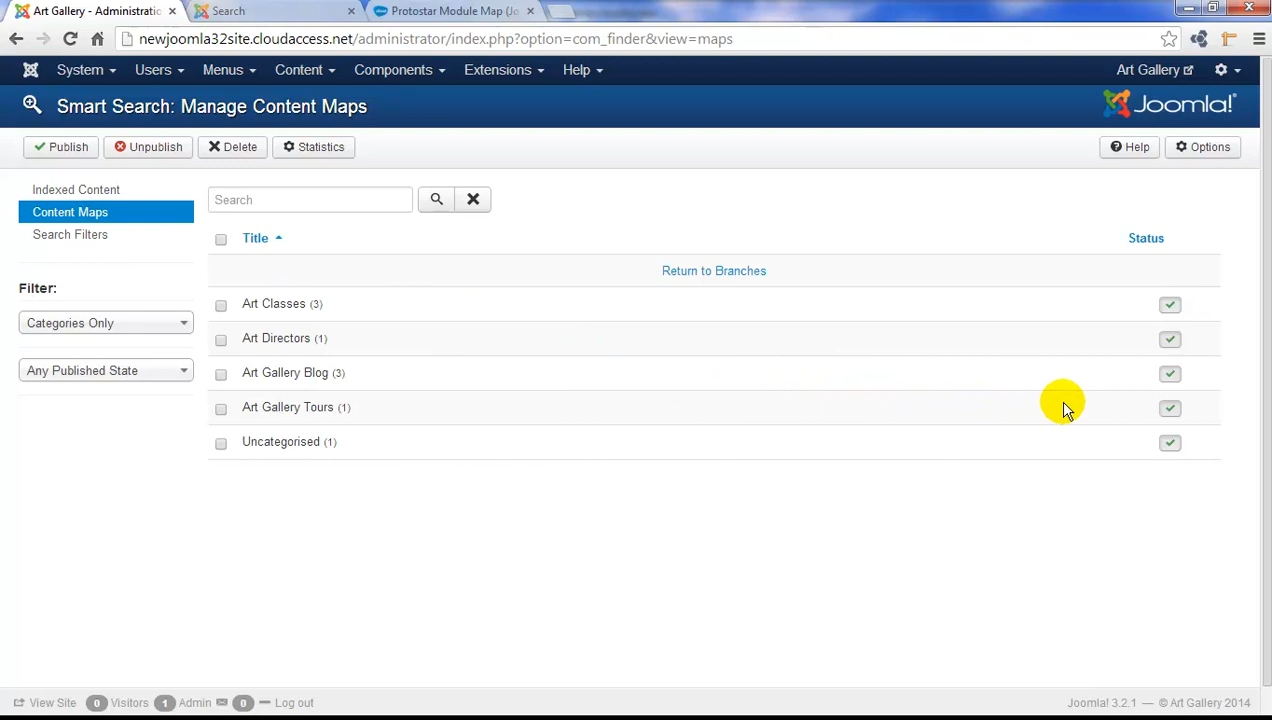 Art Gallery - Administratio
Search
Protostar Module Map (Jo
newjoomla32site.cloudaccess.net/administrator/index.php?option=com_finder&view=maps
System Users Menus Content Components Extensions Help Art Gallery
Smart Search: Manage Content Maps
Joomla!®
Publish Unpublish Delete Statistics Help Options
Indexed Content
Content Maps
Search Filters
Filter:
Categories Only
Any Published State
Search
Title Status
Return to Branches
Art Classes (3)
Art Directors (1)
Art Gallery Blog (3)
Art Gallery Tours (1)
Uncategorised (1)
View Site 0 Visitors 1 Admin 0 Log out
Joomla! 3.2.1 — © Art Gallery 2014